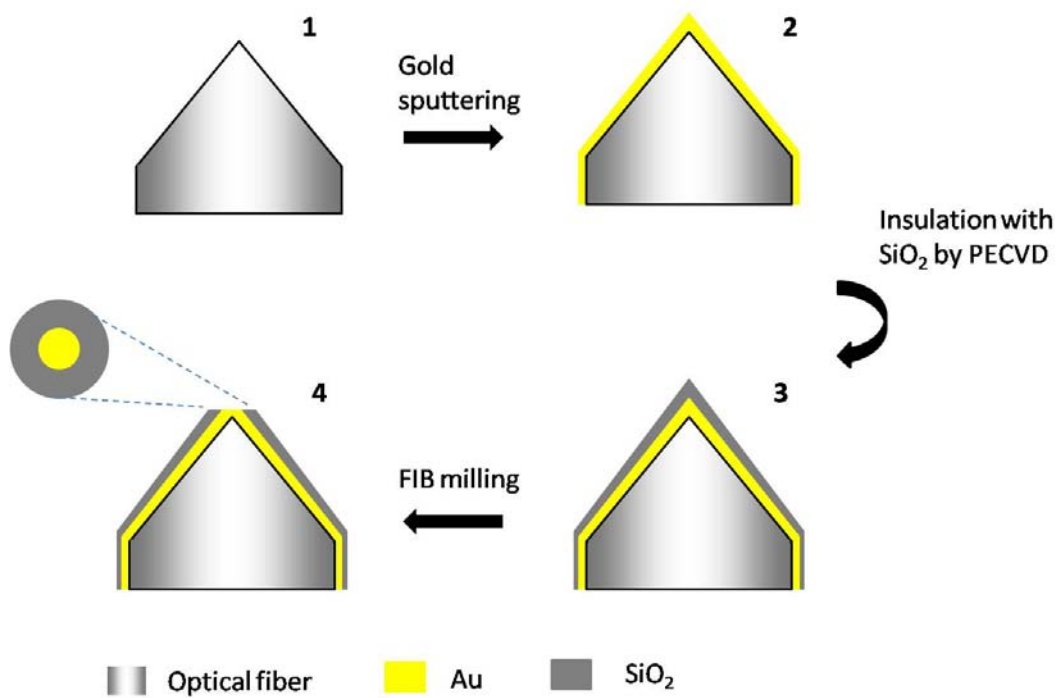 1
Gold
sputtering
2
Insulation with
SiO₂ by PECVD
3
FIB milling
4
Optical fiber
Au
SiO₂